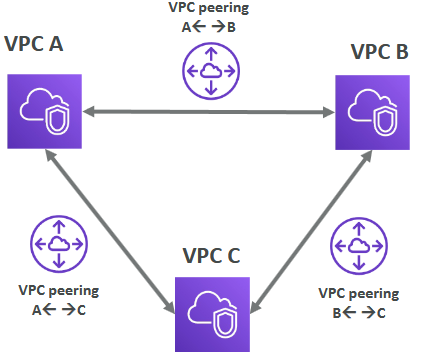 VPC peering
A← →B
VPC A
VPC B
VPC C
VPC peering
A← →C
VPC peering
B← →C